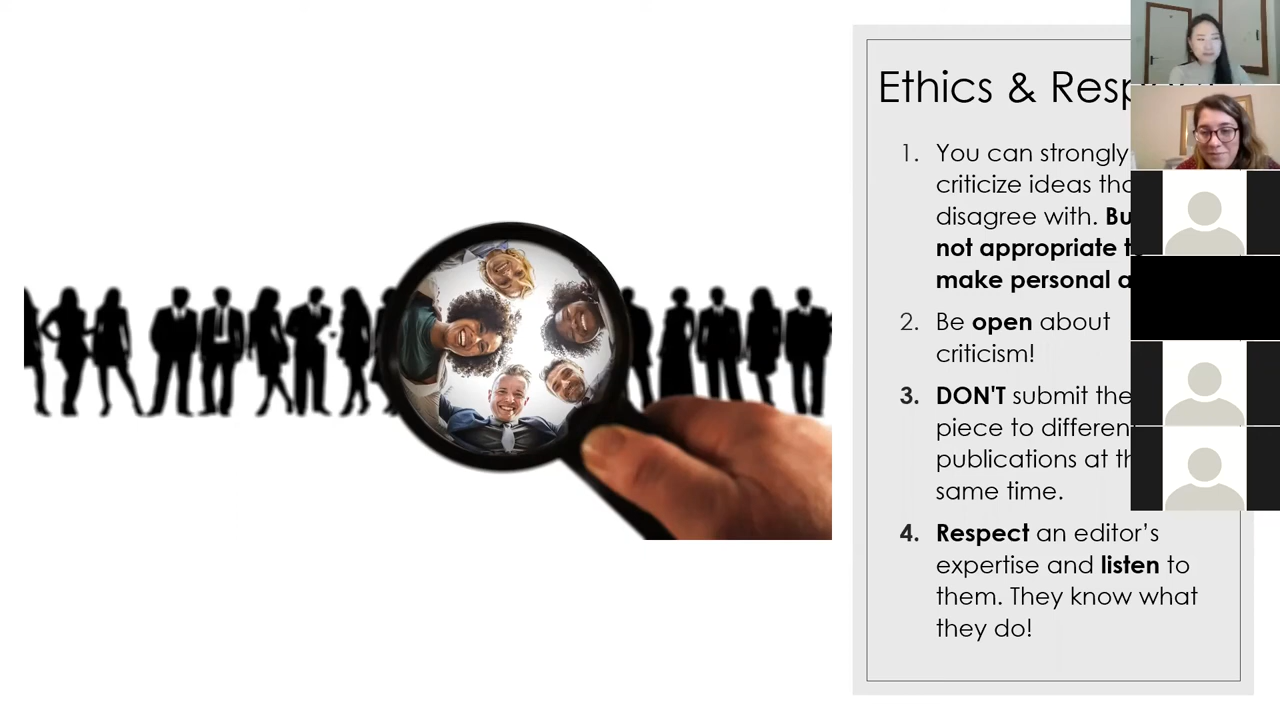 Ethics & Resp
1. You can strongly
criticize ideas tha
disagree with. Bu
not appropriate t
make personal a
2. Be open about
criticism!
3. DON'T submit the
piece to differen
publications at th
same time.
4. Respect an editor’s
expertise and listen to
them. They know what
they do!